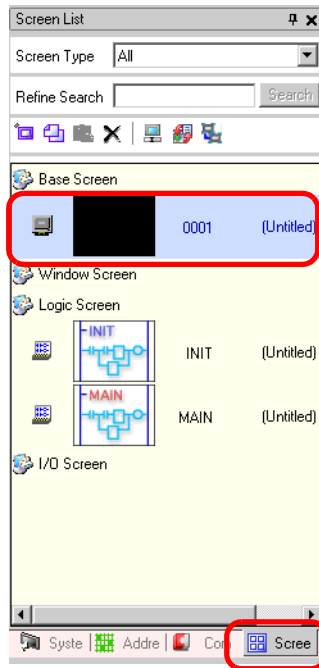 Screen List
Screen Type All
Refine Search Search
Base Screen
0001 (Untitled)
Window Screen
Logic Screen
INIT
INIT (Untitled)
MAIN
MAIN (Untitled)
I/O Screen
Syste Addre Com Scree